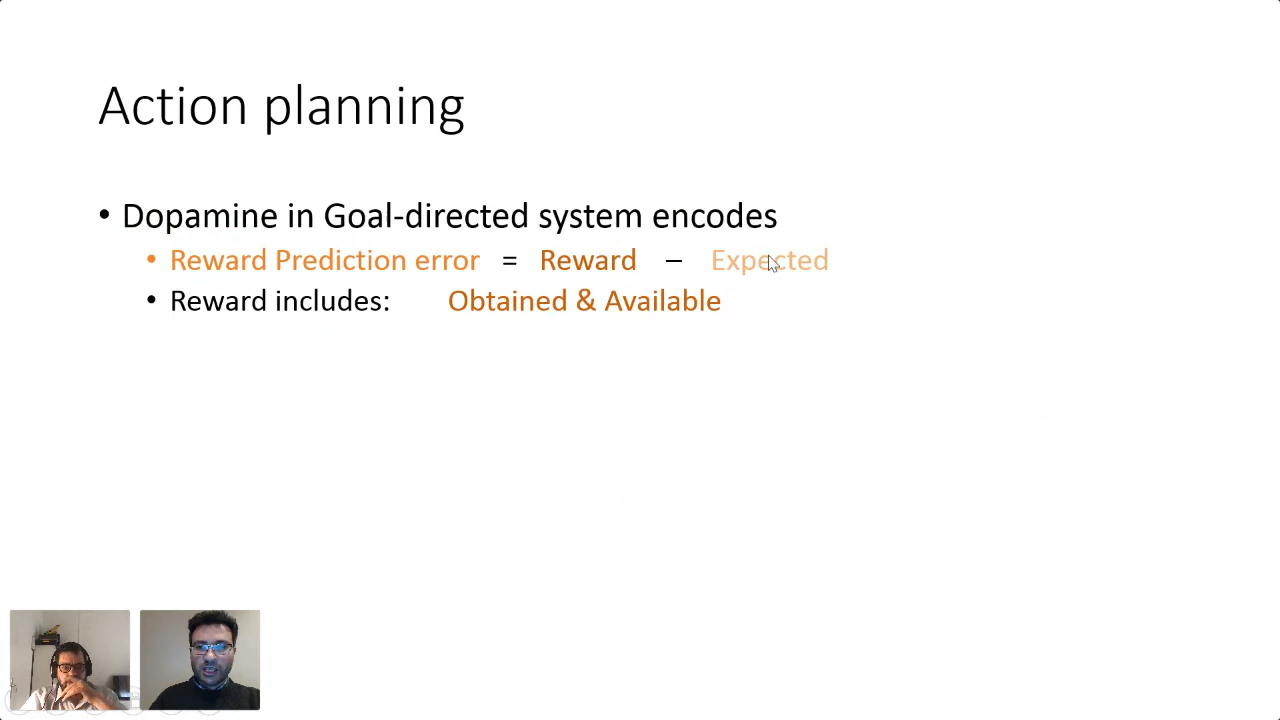 Action planning
• Dopamine in Goal-directed system encodes
• Reward Prediction error = Reward – Expected
• Reward includes: Obtained & Available